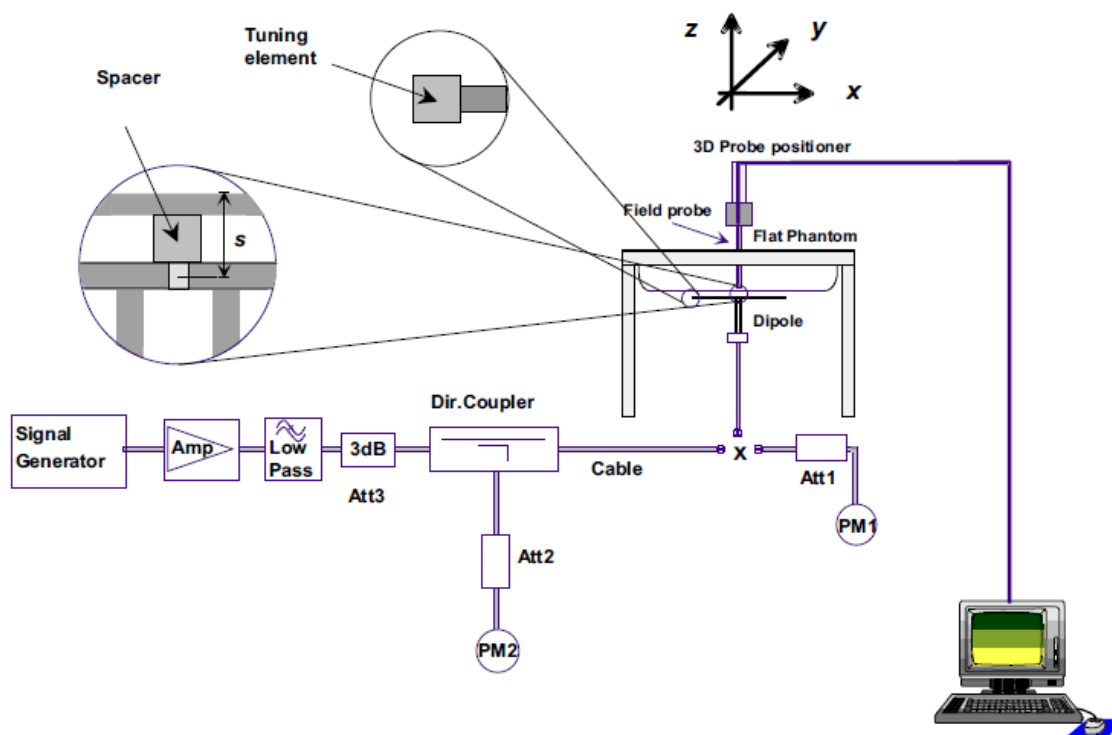 Tuning
element
Spacer
s
z
y
x
3D Probe positioner
Field probe
Flat Phantom
Dipole
Dir.Coupler
Signal
Generator
Amp
Low
Pass
3dB
Att3
Cable
x
Att1
PM1
Att2
PM2